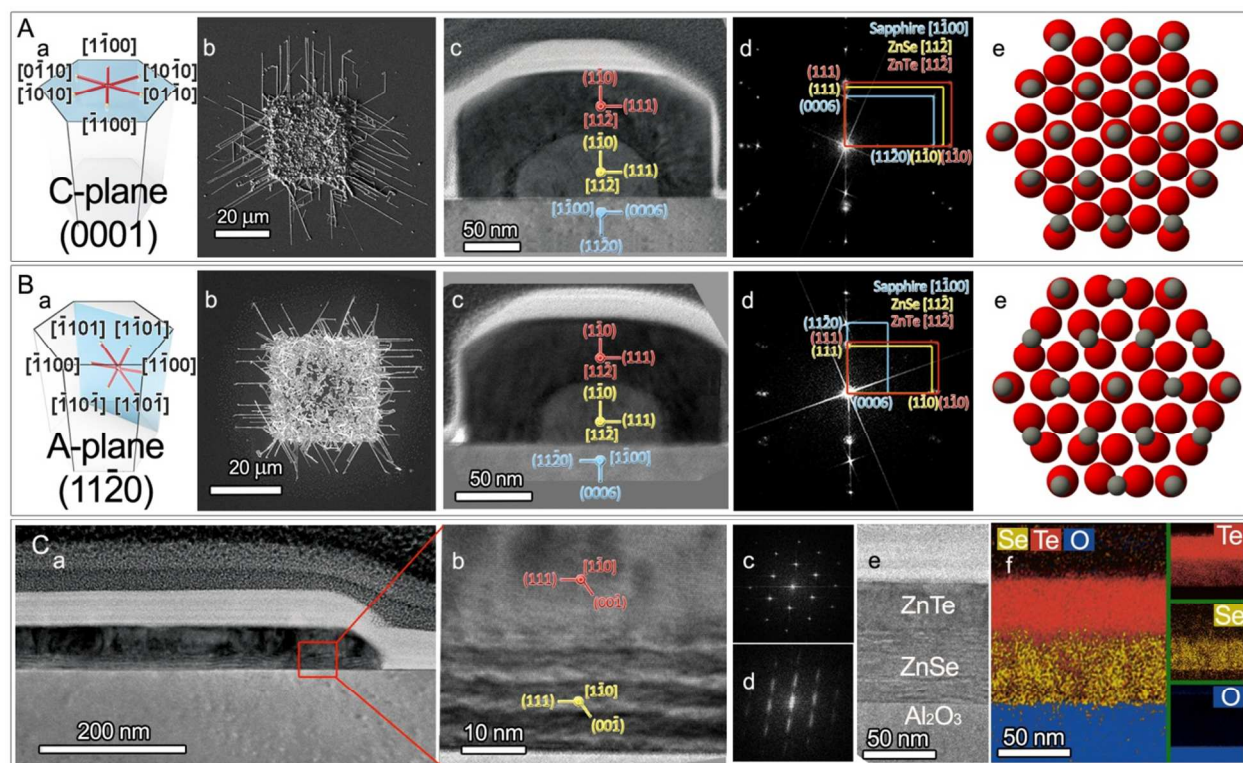 A
a
[11̅00]
[01̅10] [101̅0]
[1̅010] [011̅0]
[1̅100]
C-plane
(0001)
b
20 μm
c
(11̅0)
(111)
[112̅]
(11̅0)
(111)
[112̅]
[11̅00] (0006)
(112̅0)
50 nm
d
Sapphire [11̅00]
ZnSe [112̅]
ZnTe [112̅]
(111)
(111)
(0006)
(112̅0)(11̅0)(11̅0)
e
B
a
[1̅101] [11̅01]
[1̅100] [11̅00]
[1̅101̅] [11̅01̅]
A-plane
(112̅0)
b
20 μm
c
(11̅0)
(111)
[112̅]
(11̅0)
(111)
[112̅]
(112̅0) [11̅00]
(0006)
50 nm
d
Sapphire [11̅00]
ZnSe [112̅]
ZnTe [112̅]
(112̅0)
(111)
(111)
(0006) (11̅0)(11̅0)
e
C
a
200 nm
b
[11̅0]
(111)
(001̅)
[11̅0]
(111)
(001̅)
10 nm
c
d
e
ZnTe
ZnSe
Al₂O₃
50 nm
Se Te O
f
50 nm
Te
Se
O